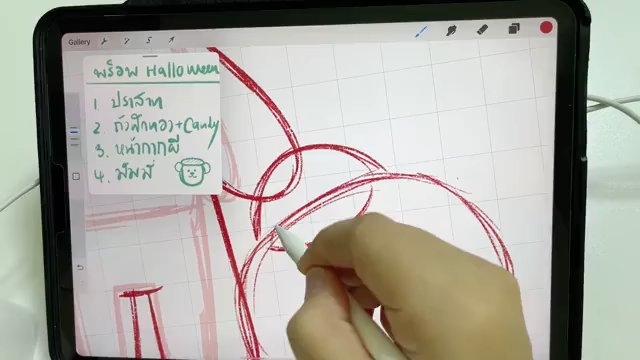 Gallery
พร็อพ Halloween
1 ปราสาท
2. ถังฟักทอง+Candy
3. หน้ากากผี
4. มัมมี่